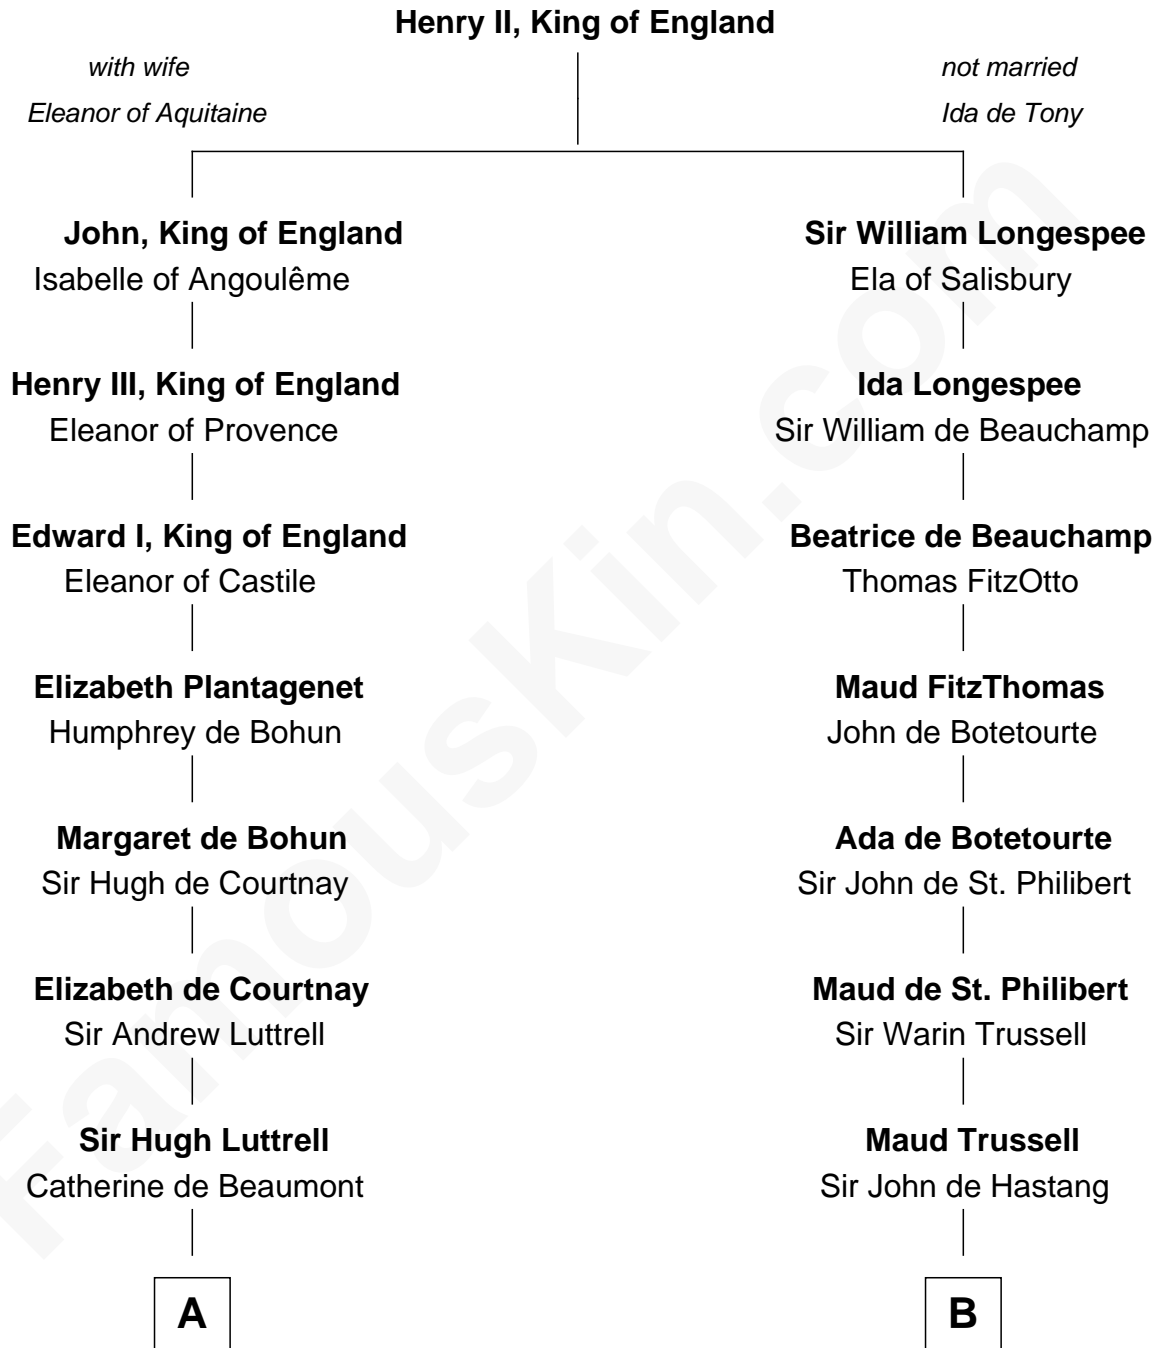 Henry II, King of England
with wife
not married
Eleanor of Aquitaine
Ida de Tony
John, King of England
Sir William Longespee
Isabelle of Angoulême
Ela of Salisbury
Henry III, King of England
Ida Longespee
Eleanor of Provence
Sir William de Beauchamp
Edward I, King of England
Beatrice de Beauchamp
Eleanor of Castile
Thomas FitzOtto
Elizabeth Plantagenet
Maud FitzThomas
Humphrey de Bohun
John de Botetourte
Margaret de Bohun
Ada de Botetourte
Sir Hugh de Courtnay
Sir John de St. Philibert
Elizabeth de Courtnay
Maud de St. Philibert
Sir Andrew Luttrell
Sir Warin Trussell
Sir Hugh Luttrell
Maud Trussell
Catherine de Beaumont
Sir John de Hastang
A
B
FamousKin.com